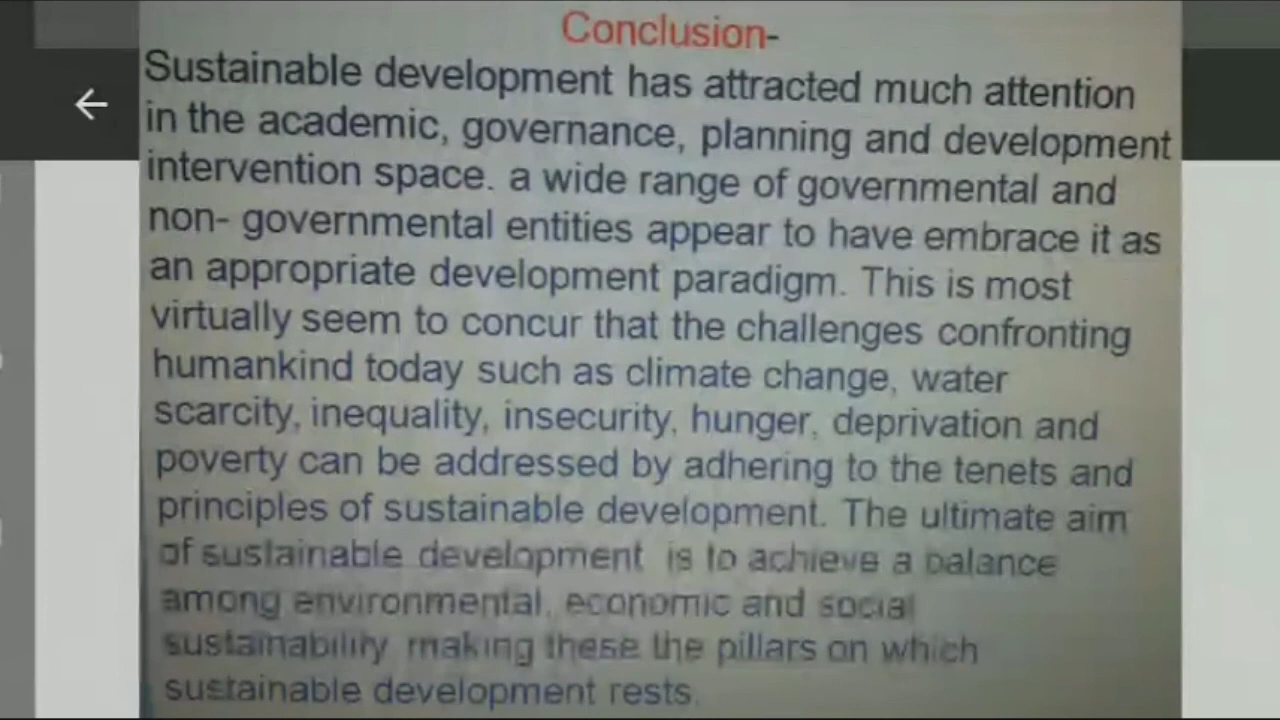 Conclusion-
Sustainable development has attracted much attention
in the academic, governance, planning and development
intervention space. a wide range of governmental and
non- governmental entities appear to have embrace it as
an appropriate development paradigm. This is most
virtually seem to concur that the challenges confronting
humankind today such as climate change, water
scarcity, inequality, insecurity, hunger, deprivation and
poverty can be addressed by adhering to the tenets and
principles of sustainable development. The ultimate aim
of sustainable development is to achieve a balance
among environmental, economic and social
sustainability making these the pillars on which
sustainable development rests.